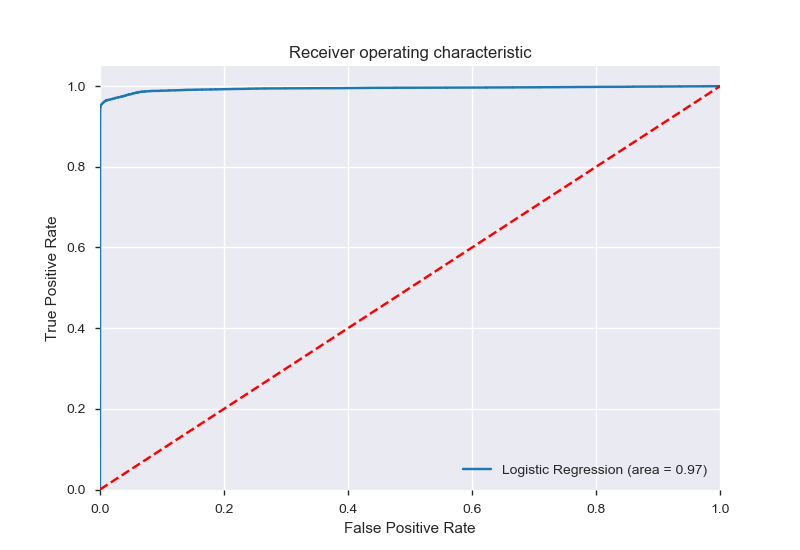 Receiver operating characteristic
True Positive Rate
1.0
0.8
0.6
0.4
0.2
0.0
Logistic Regression (area = 0.97)
0.0 0.2 0.4 0.6 0.8 1.0
False Positive Rate